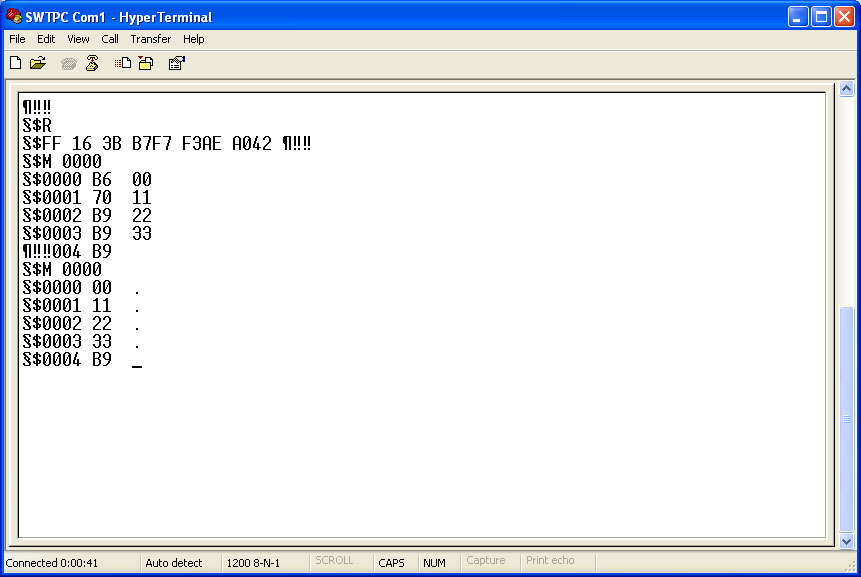 SWTPC Com1 - HyperTerminal
File Edit View Call Transfer Help
¶‼‼
§$R
§$FF 16 3B B7F7 F3AE A042 ¶‼‼
§$M 0000
§$0000 B6 00
§$0001 70 11
§$0002 B9 22
§$0003 B9 33
¶‼‼004 B9
§$M 0000
§$0000 00 .
§$0001 11 .
§$0002 22 .
§$0003 33 .
§$0004 B9 _
Connected 0:00:41 Auto detect 1200 8-N-1 SCROLL CAPS NUM Capture Print echo